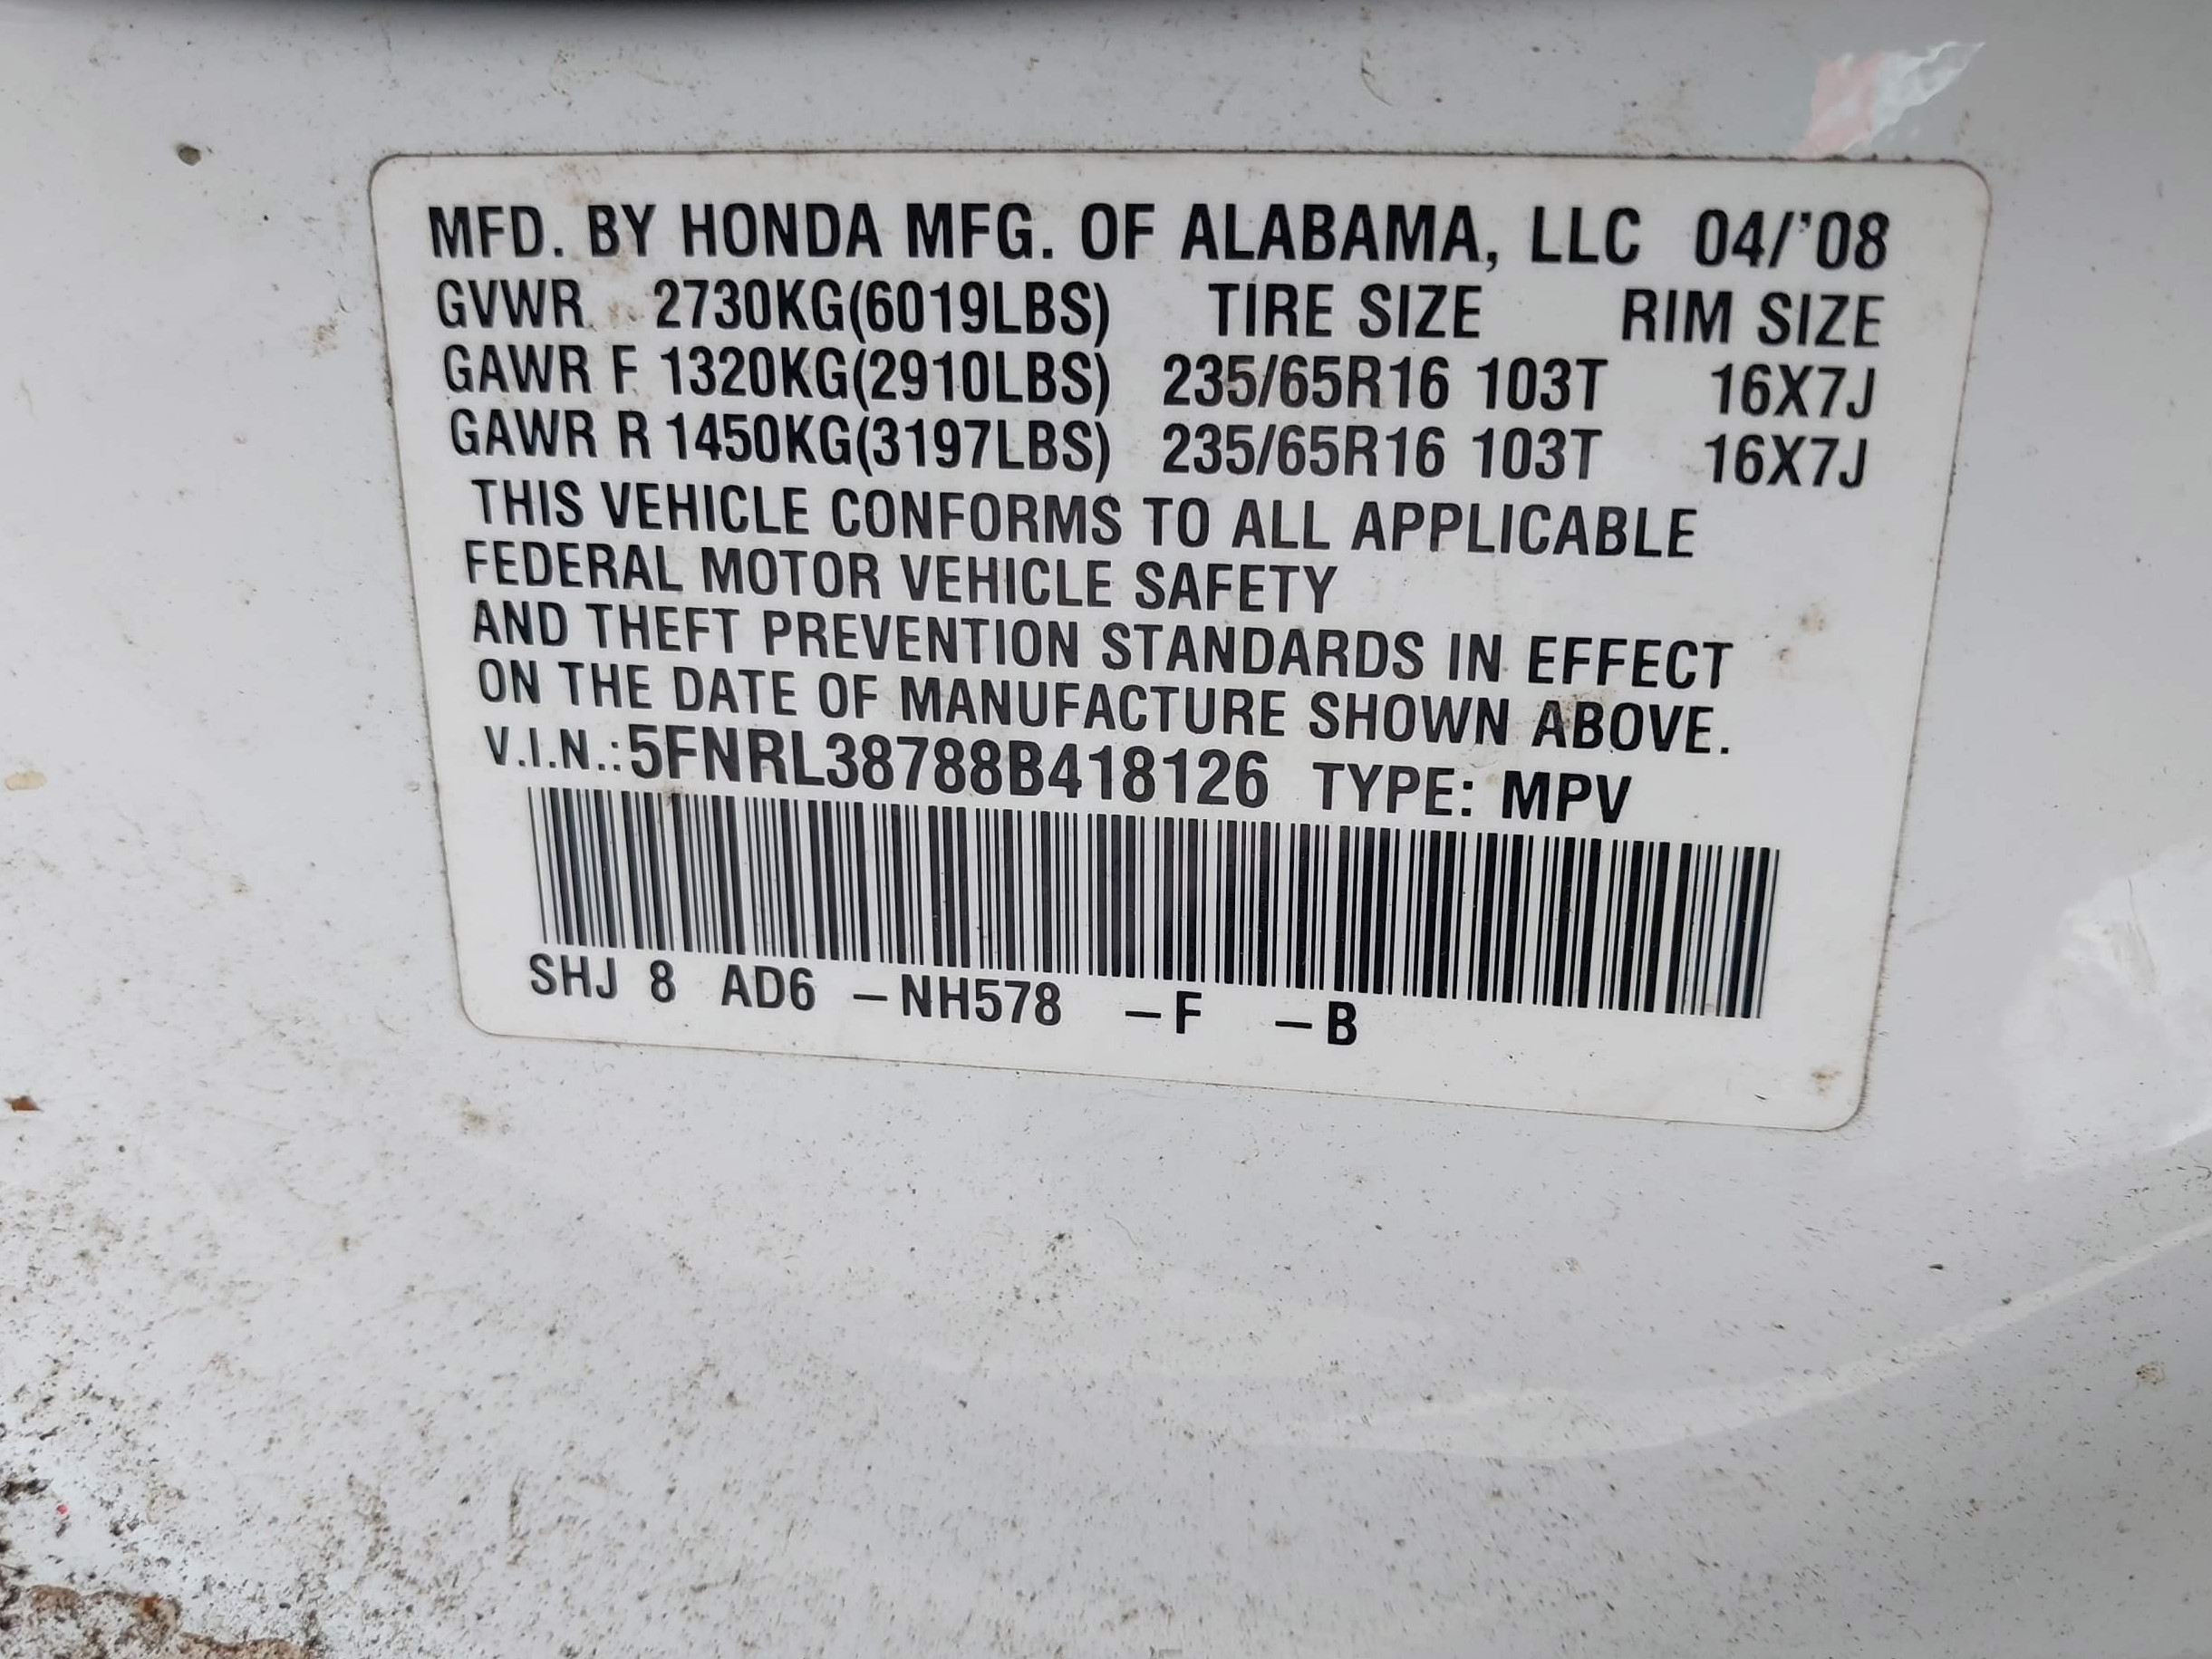 MFD. BY HONDA MFG. OF ALABAMA, LLC 04/'08
GVWR 2730KG(6019LBS) TIRE SIZE RIM SIZE
GAWR F 1320KG(2910LBS) 235/65R16 103T 16X7J
GAWR R 1450KG(3197LBS) 235/65R16 103T 16X7J
THIS VEHICLE CONFORMS TO ALL APPLICABLE
FEDERAL MOTOR VEHICLE SAFETY
AND THEFT PREVENTION STANDARDS IN EFFECT
ON THE DATE OF MANUFACTURE SHOWN ABOVE.
V.I.N.:5FNRL38788B418126 TYPE: MPV
SHJ 8 AD6 –NH578 –F –B